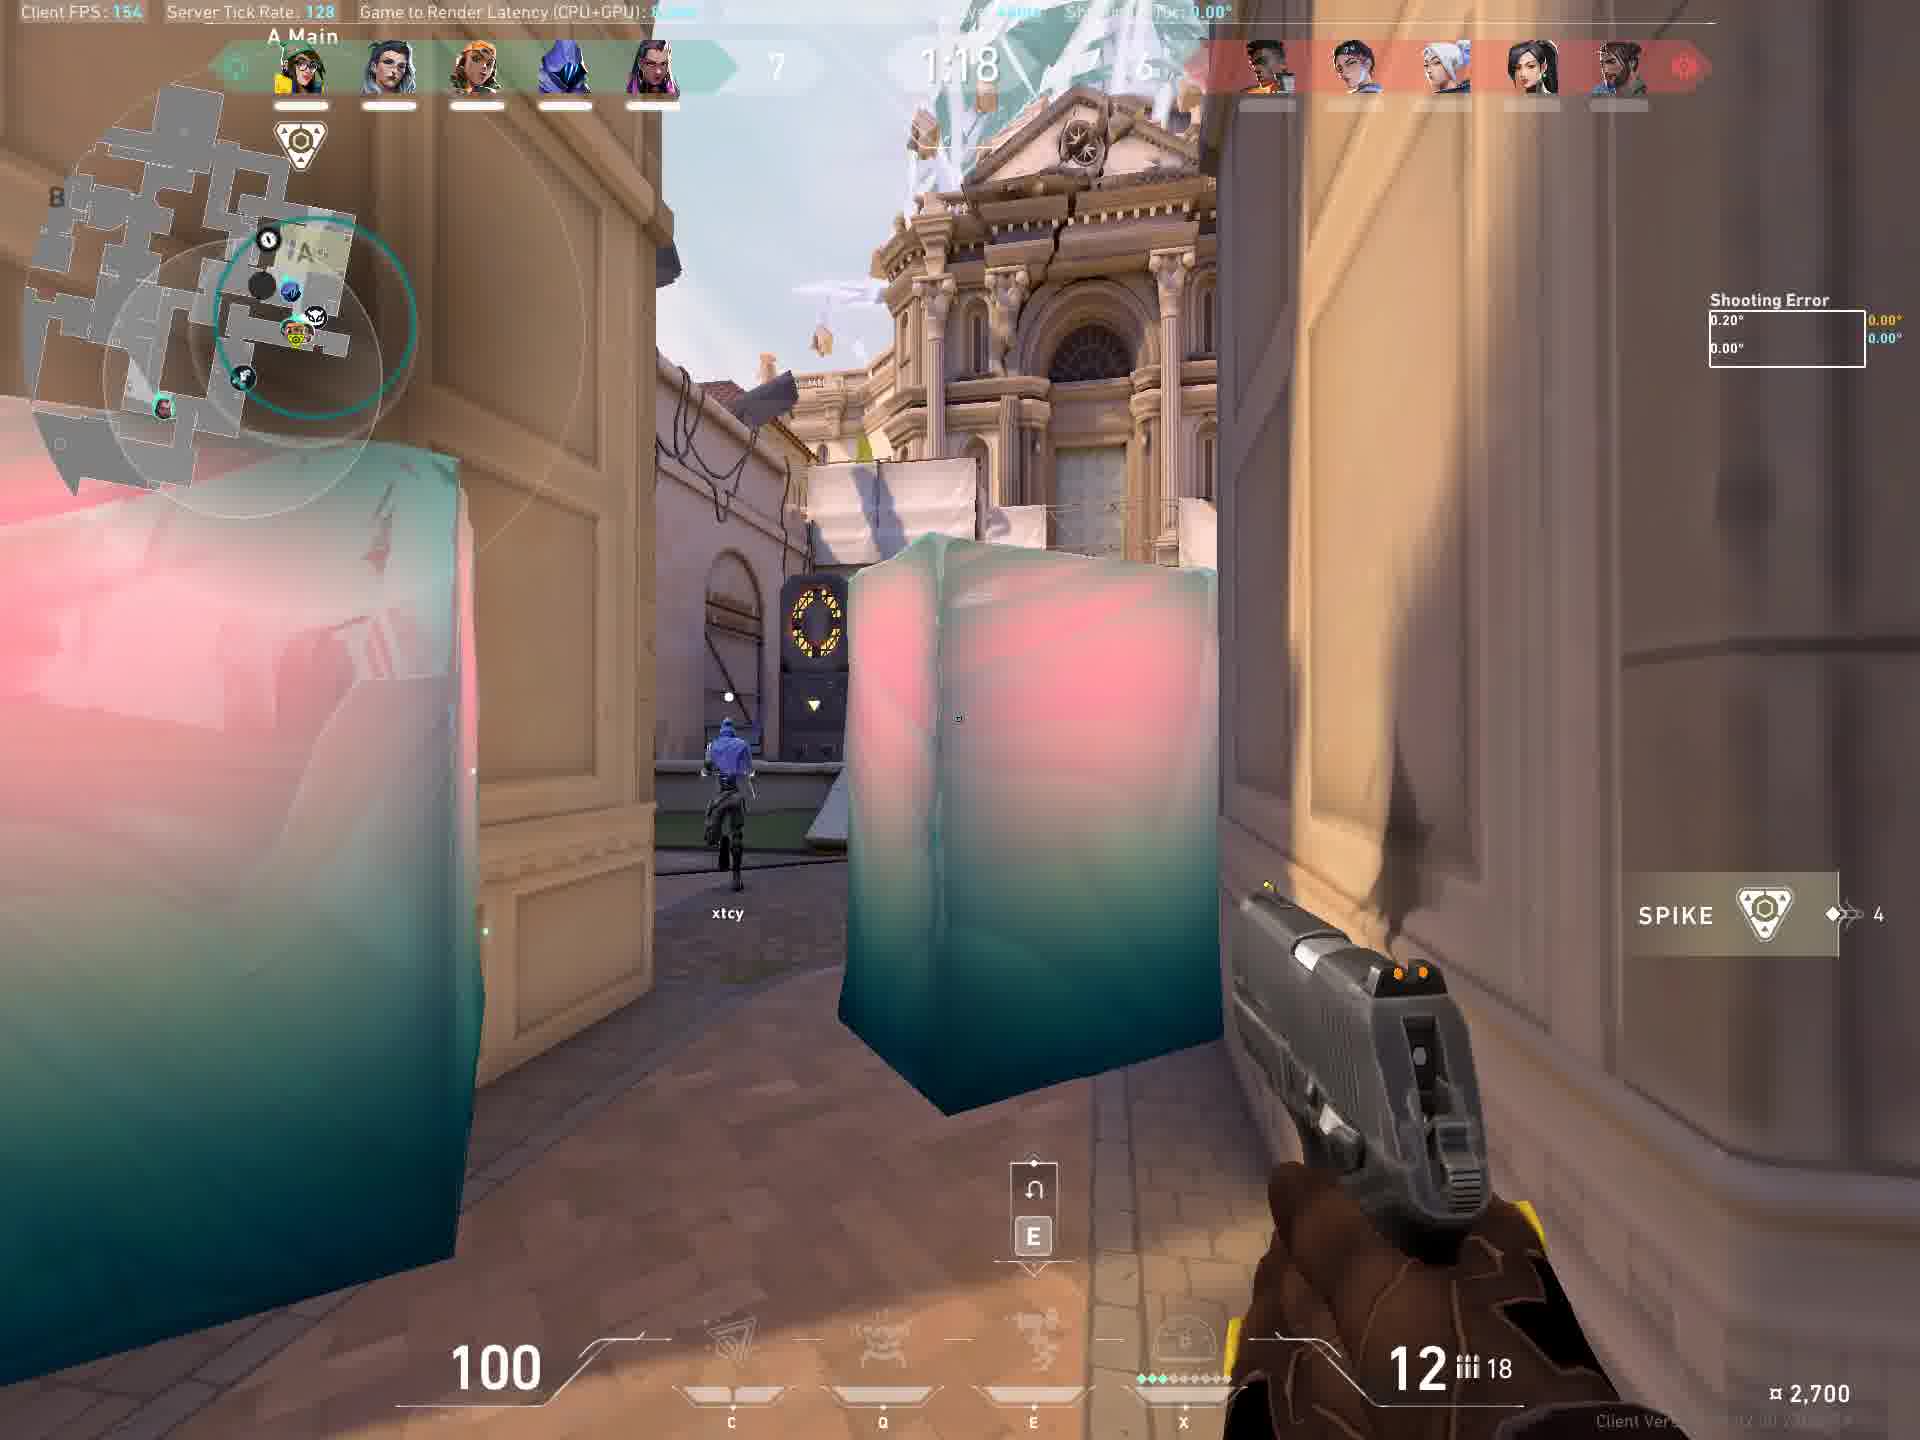 Client FPS: 154 Server Tick Rate: 128 Game to Render Latency (CPU+GPU):
0.00°
A Main
7 1:18 6
B
A
Shooting Error
0.20° 0.00°
0.00° 0.00°
xtcy
SPIKE 4
E
100
12 18
¤ 2,700
C Q E X